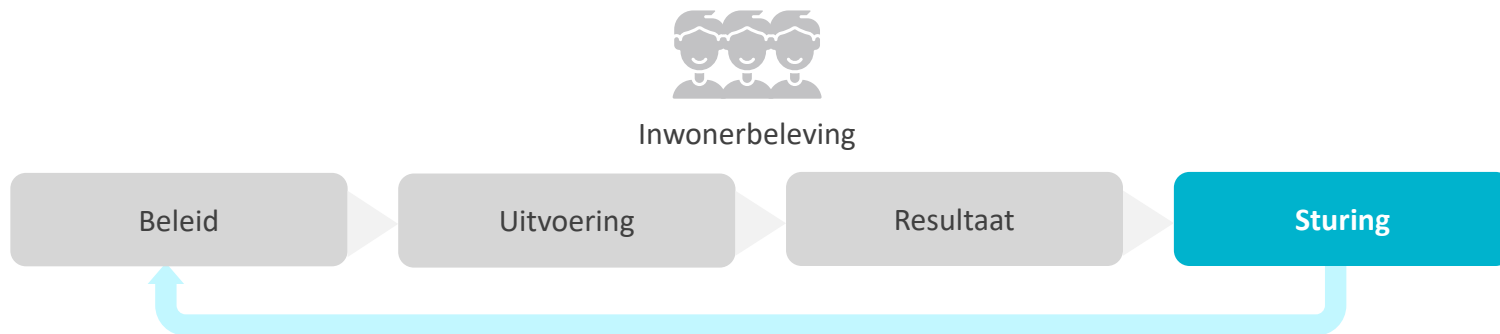 Inwonerbeleving
Beleid
Uitvoering
Resultaat
Sturing